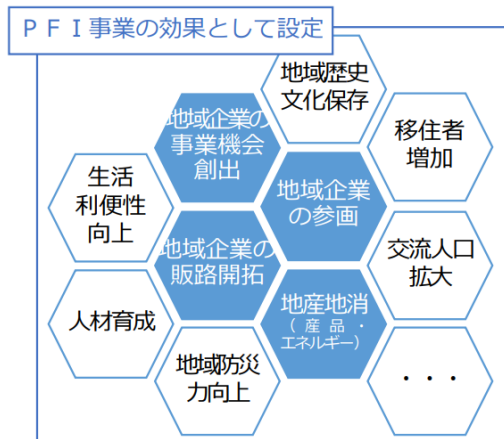 PFI事業の効果として設定
地域歴史
文化保存
地域企業の
事業機会
創出
移住者
増加
生活
利便性
向上
地域企業
の参画
地域企業の
販路開拓
交流人口
拡大
人材育成
地産地消
(産品・
エネルギー)
地域防災
力向上
・・・